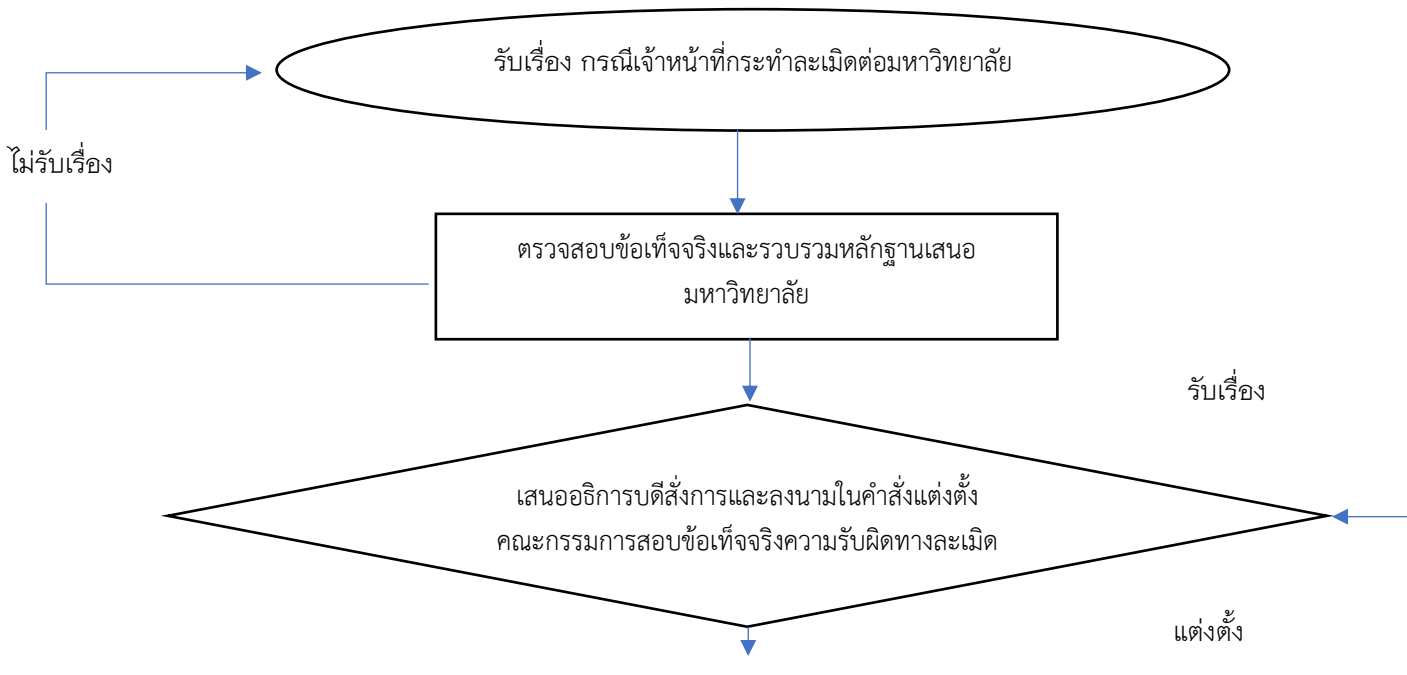 รับเรื่อง กรณีเจ้าหน้าที่กระทำละเมิดต่อมหาวิทยาลัย
ไม่รับเรื่อง
ตรวจสอบข้อเท็จจริงและรวบรวมหลักฐานเสนอ
มหาวิทยาลัย
รับเรื่อง
เสนออธิการบดีสั่งการและลงนามในคำสั่งแต่งตั้ง
คณะกรรมการสอบข้อเท็จจริงความรับผิดทางละเมิด
แต่งตั้ง